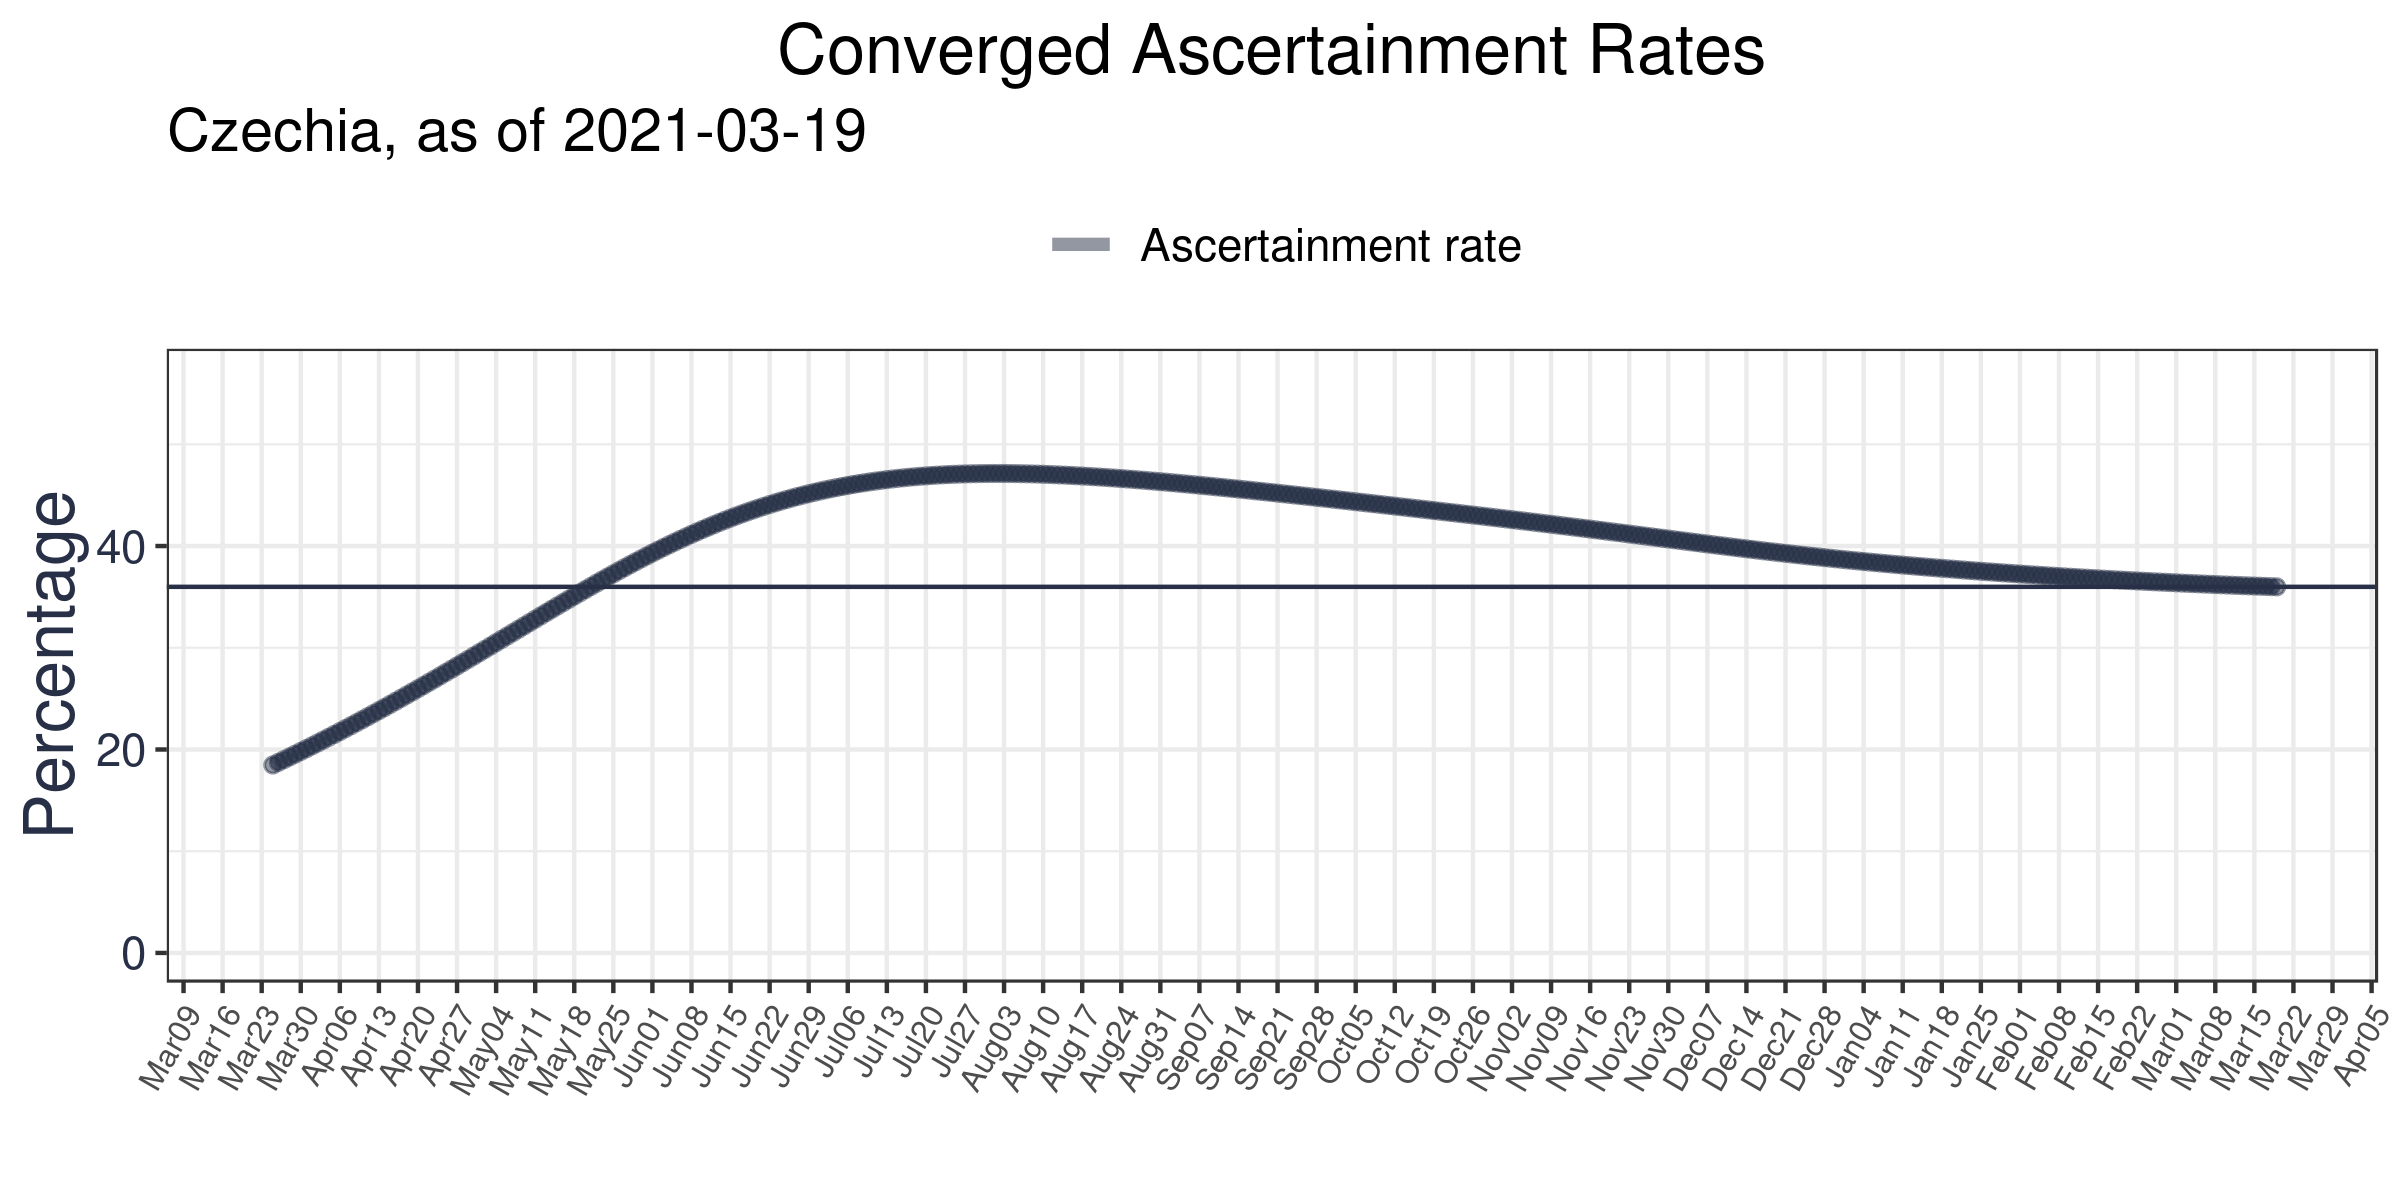 Converged Ascertainment Rates
Czechia, as of 2021-03-19
Ascertainment rate
Percentage
40
20
0
Mar09 Mar16 Mar23 Mar30 Apr06 Apr13 Apr20 Apr27 May04 May11 May18 May25 Jun01 Jun08 Jun15 Jun22 Jun29 Jul06 Jul13 Jul20 Jul27 Aug03 Aug10 Aug17 Aug24 Aug31 Sep07 Sep14 Sep21 Sep28 Oct05 Oct12 Oct19 Oct26 Nov02 Nov09 Nov16 Nov23 Nov30 Dec07 Dec14 Dec21 Dec28 Jan04 Jan11 Jan18 Jan25 Feb01 Feb08 Feb15 Feb22 Mar01 Mar08 Mar15 Mar22 Mar29 Apr05